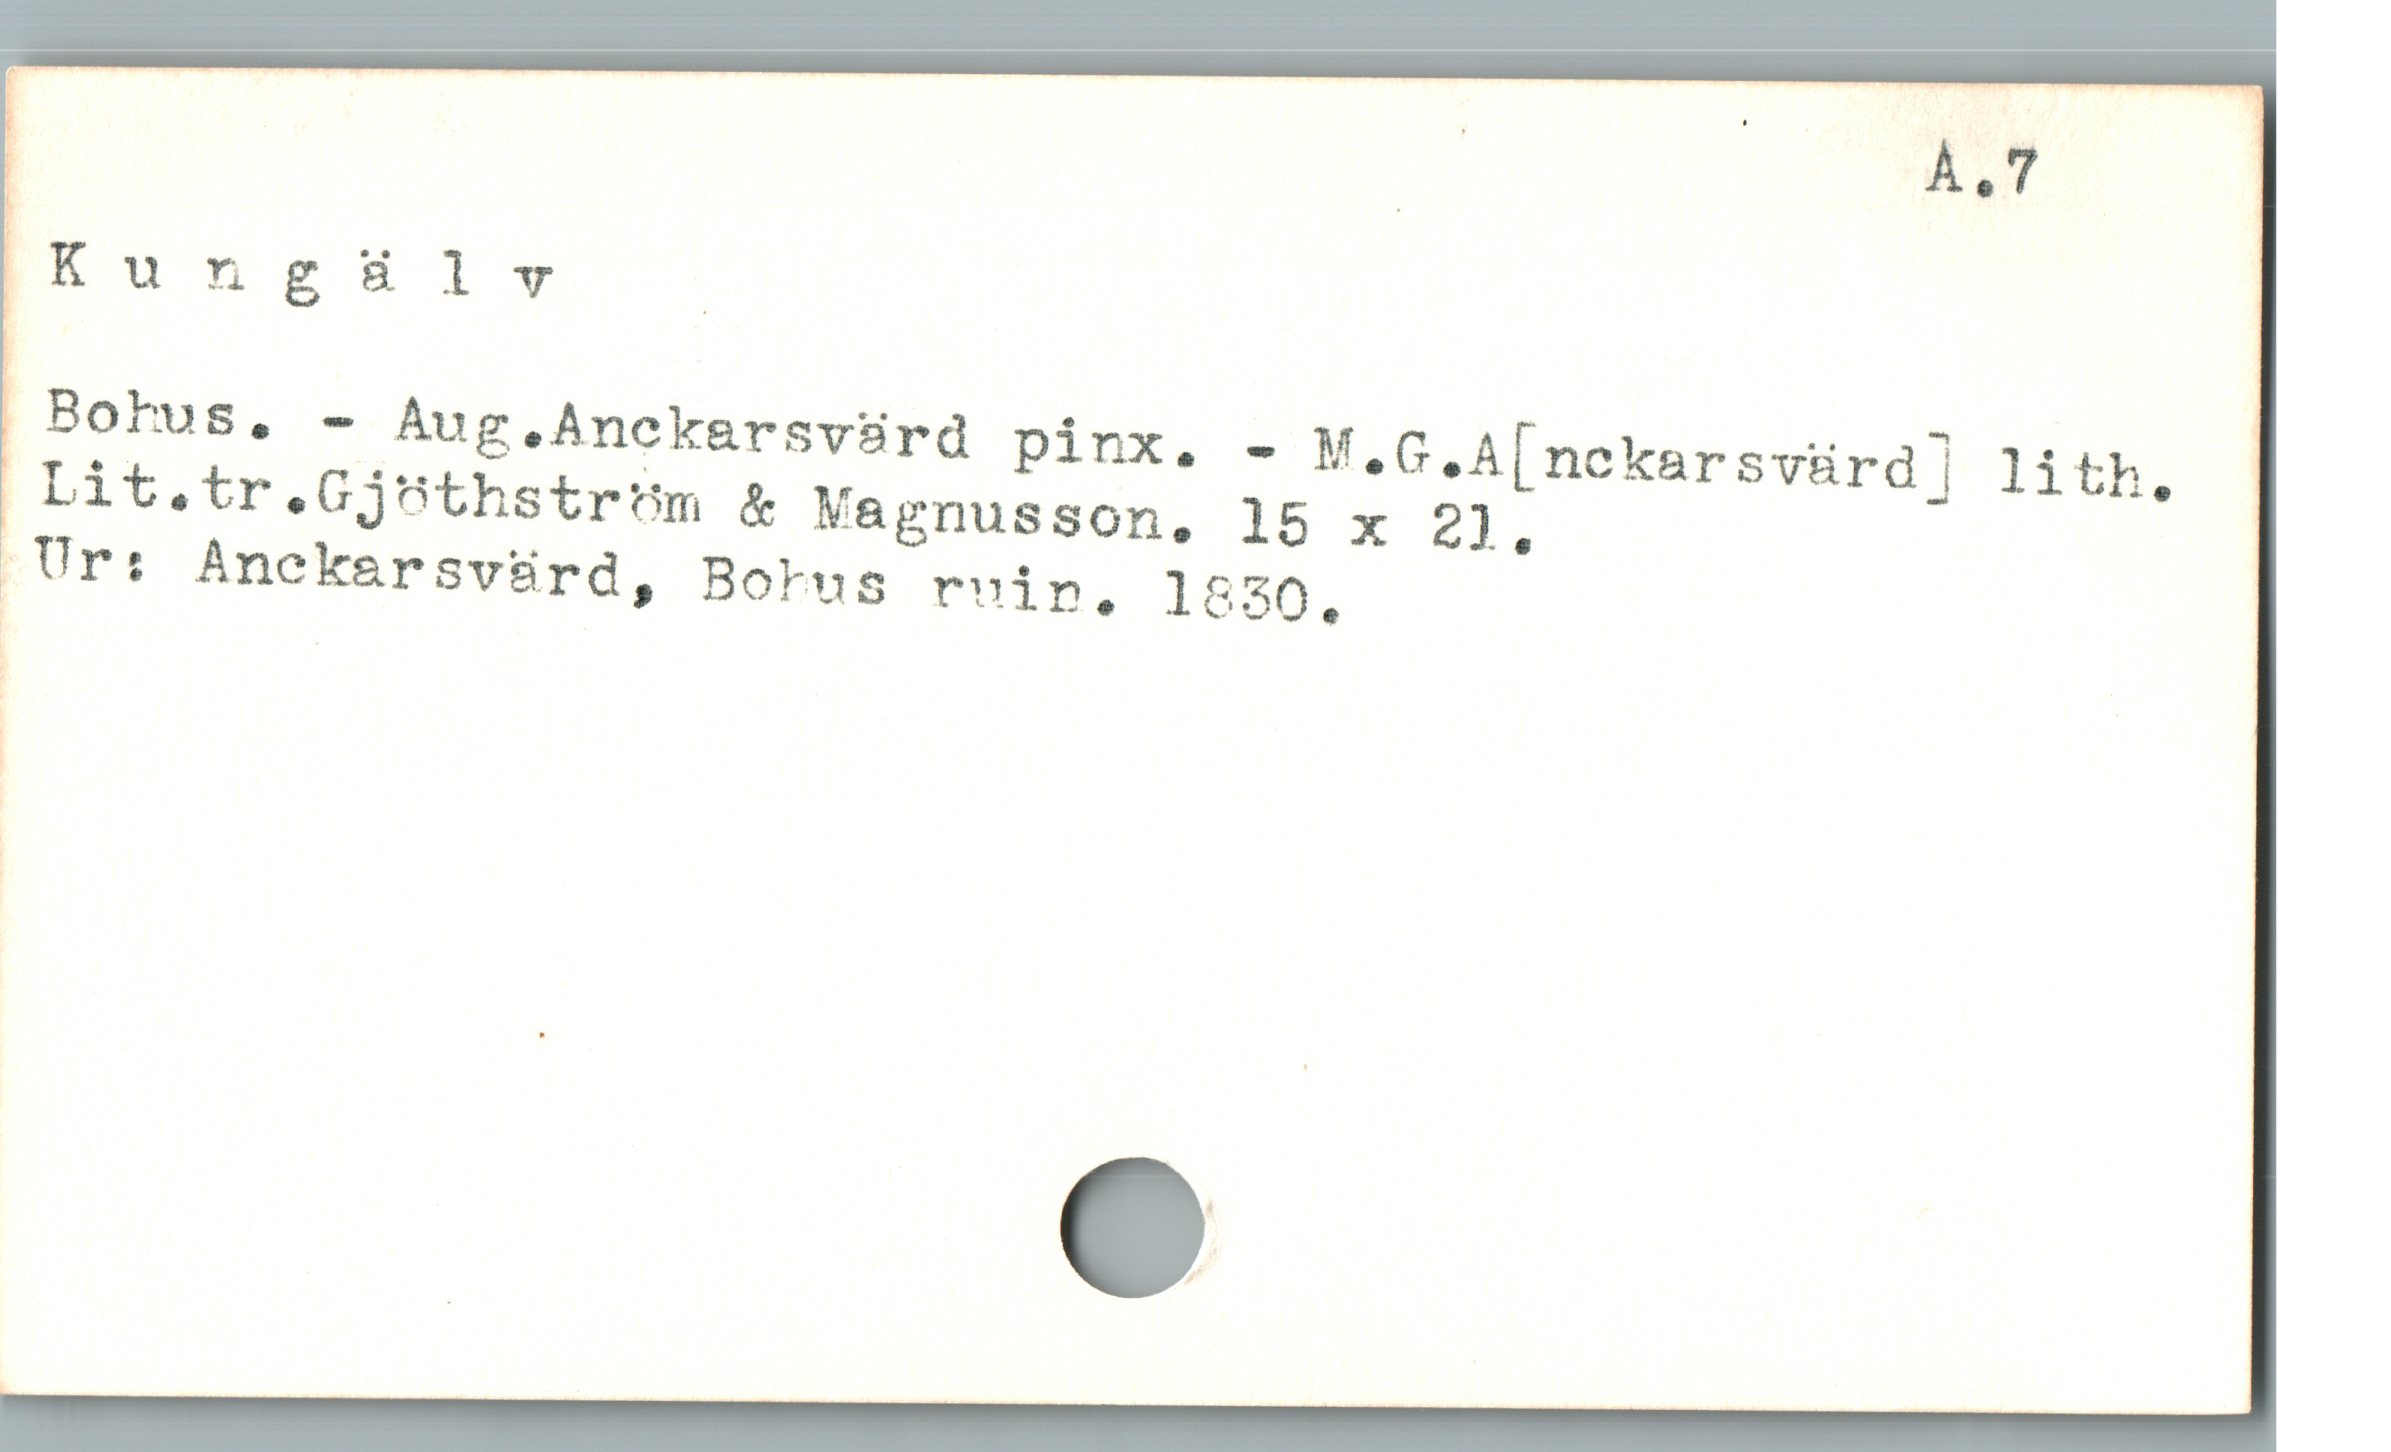 A.7
K u n g ä l v
Bohus. - Aug.Anckarsvärd pinx. - M.G.A[nckarsvärd] lith.
Lit.tr.Gjöthström & Magnusson. 15 x 21.
Ur: Anckarsvärd, Bohus ruin. 1830.